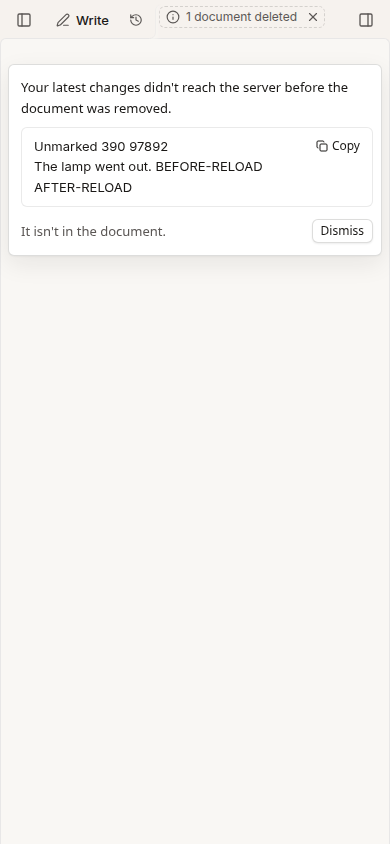 Write
1 document deleted
Your latest changes didn't reach the server before the
document was removed.
Unmarked 390 97892
Copy
The lamp went out. BEFORE-RELOAD
AFTER-RELOAD
It isn't in the document.
Dismiss